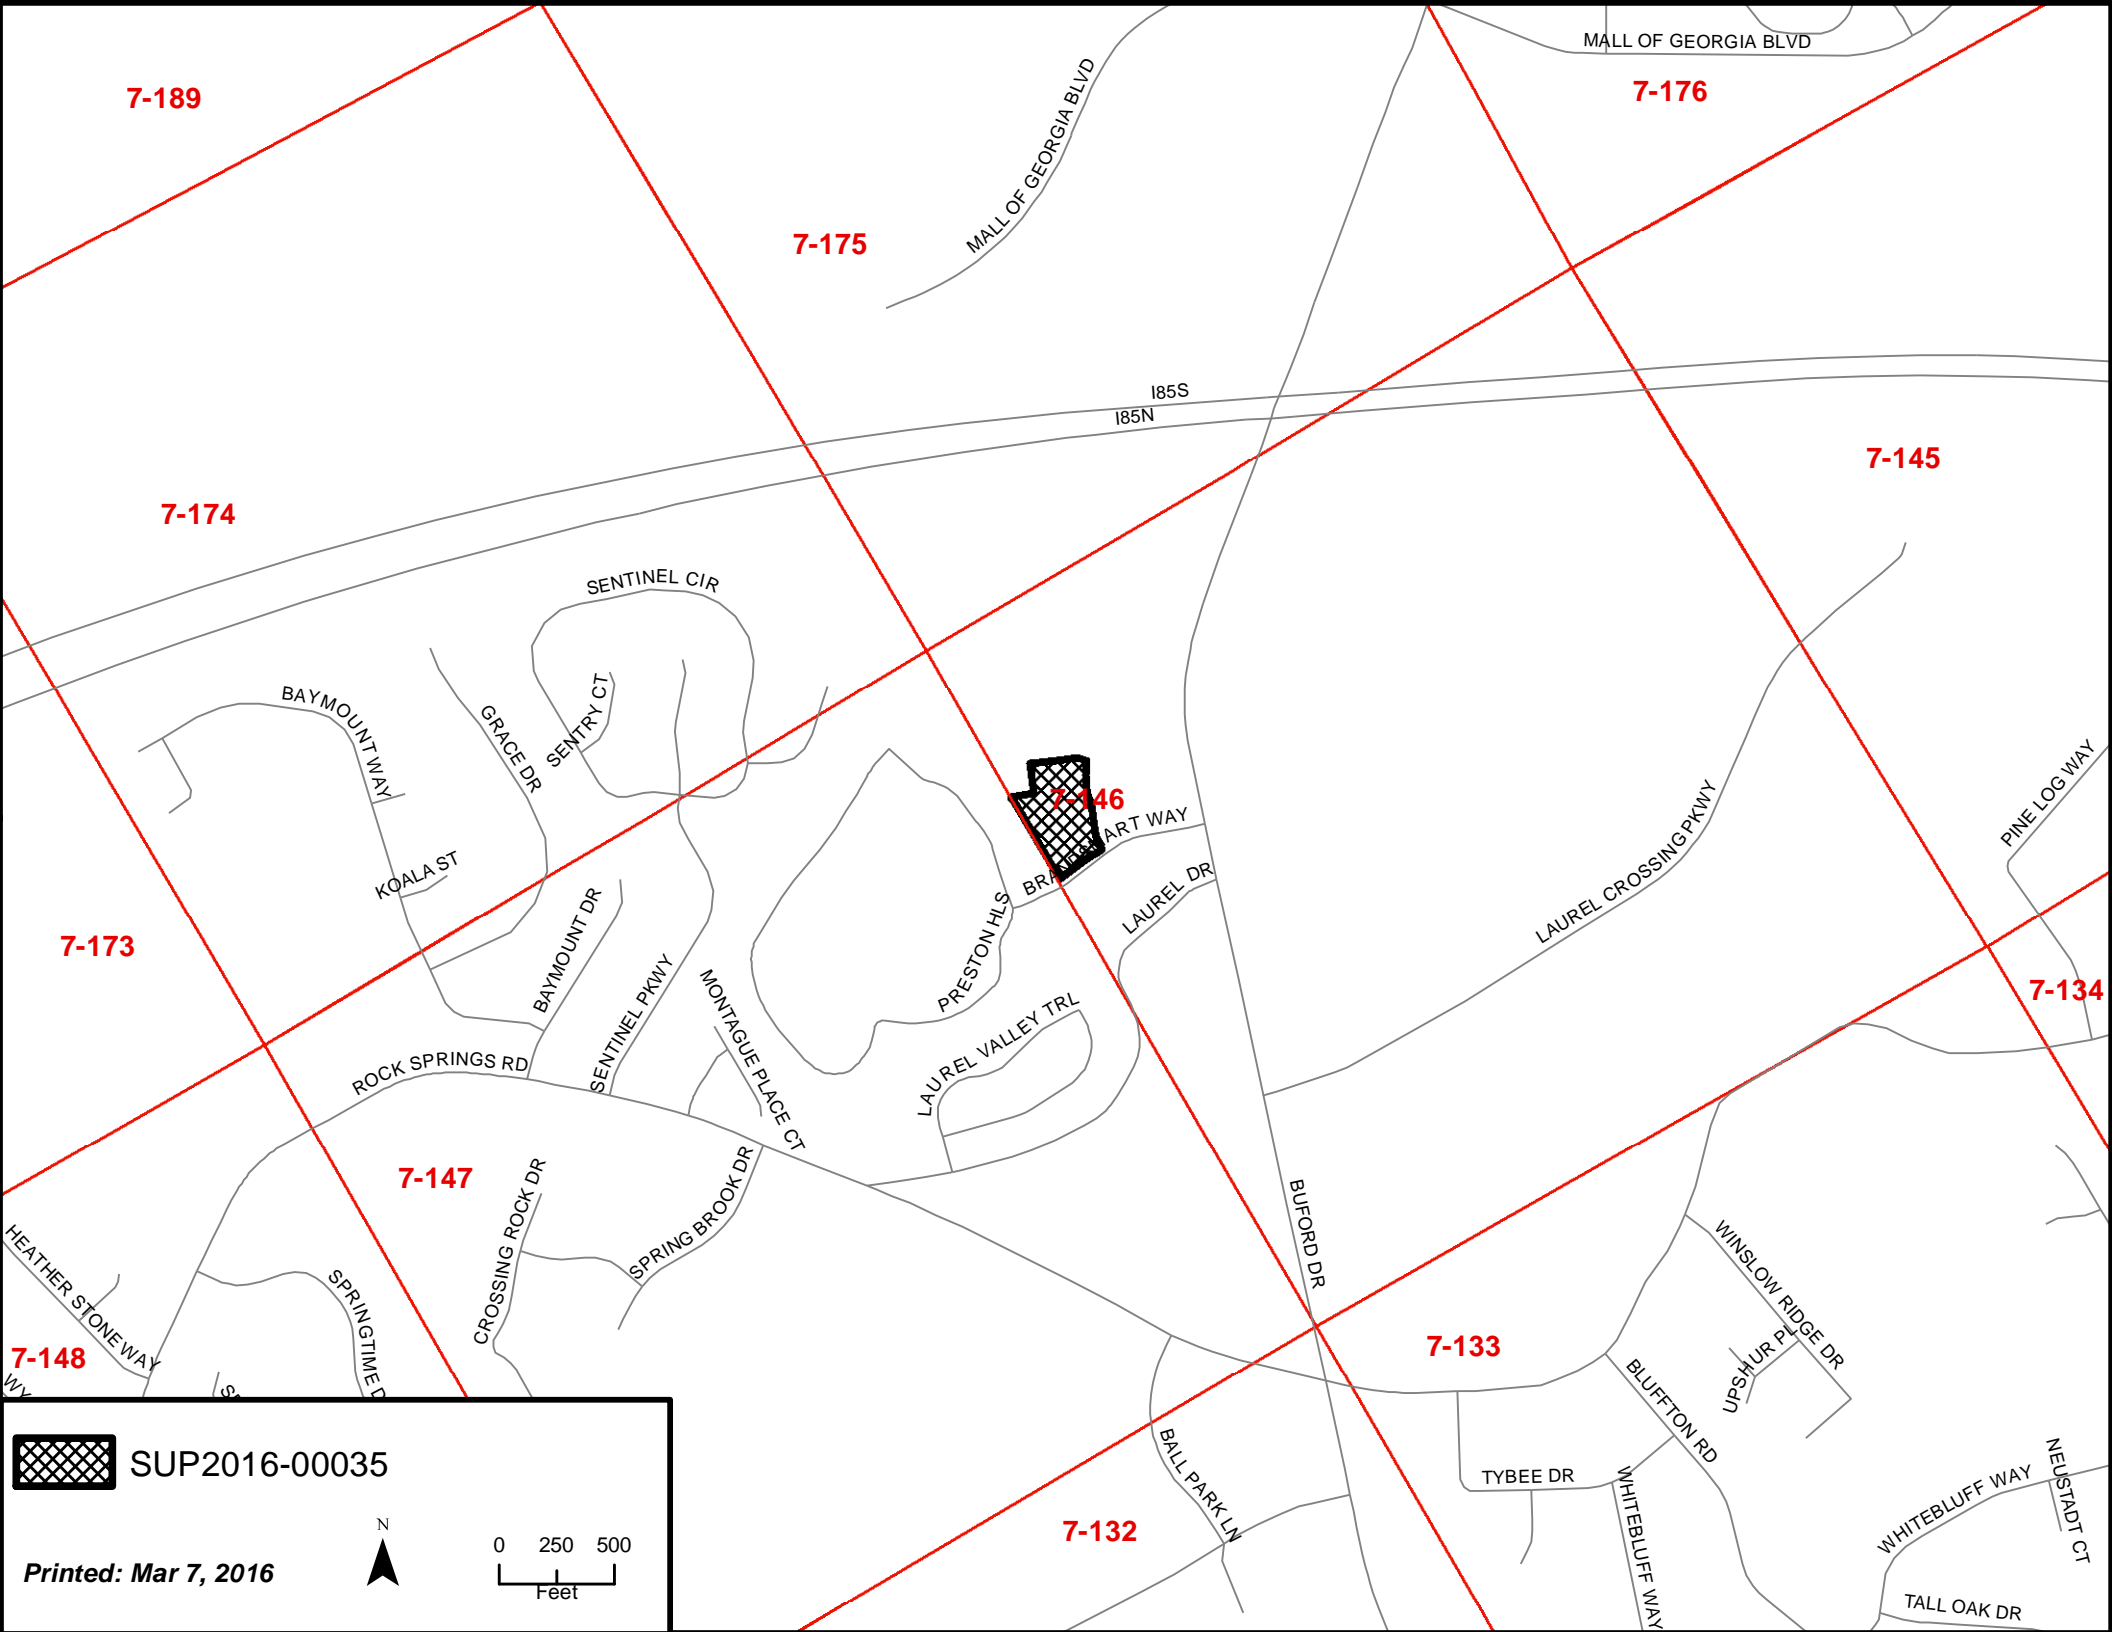 MALL OF GEORGIA BLVD
7-189
7-176
MALL OF GEORGIA BLVD
7-175
I85S
I85N
7-145
7-174
SENTINEL CIR
BAYMOUNT WAY
GRACE DR
SENTRY CT
7-146
PINE LOG WAY
LAUREL CROSSING PKWY
KOALA ST
LAUREL DR
PRESTON HLS
BAYMOUNT DR
7-173
SENTINEL PKWY
MONTAGUE PLACE CT
7-134
LAUREL VALLEY TRL
ROCK SPRINGS RD
7-147
CROSSING ROCK DR
SPRING BROOK DR
BUFORD DR
HEATHER STONE WAY
SPRINGTIME D
WINSLOW RIDGE DR
7-148
7-133
UPSHUR PL
WY
BLUFFTON RD
BALL PARK LN
TYBEE DR
WHITEBLUFF WAY
WHITEBLUFF WAY
NEUSTADT CT
7-132
TALL OAK DR
SUP2016-00035
N
0 250 500
Feet
Printed: Mar 7, 2016